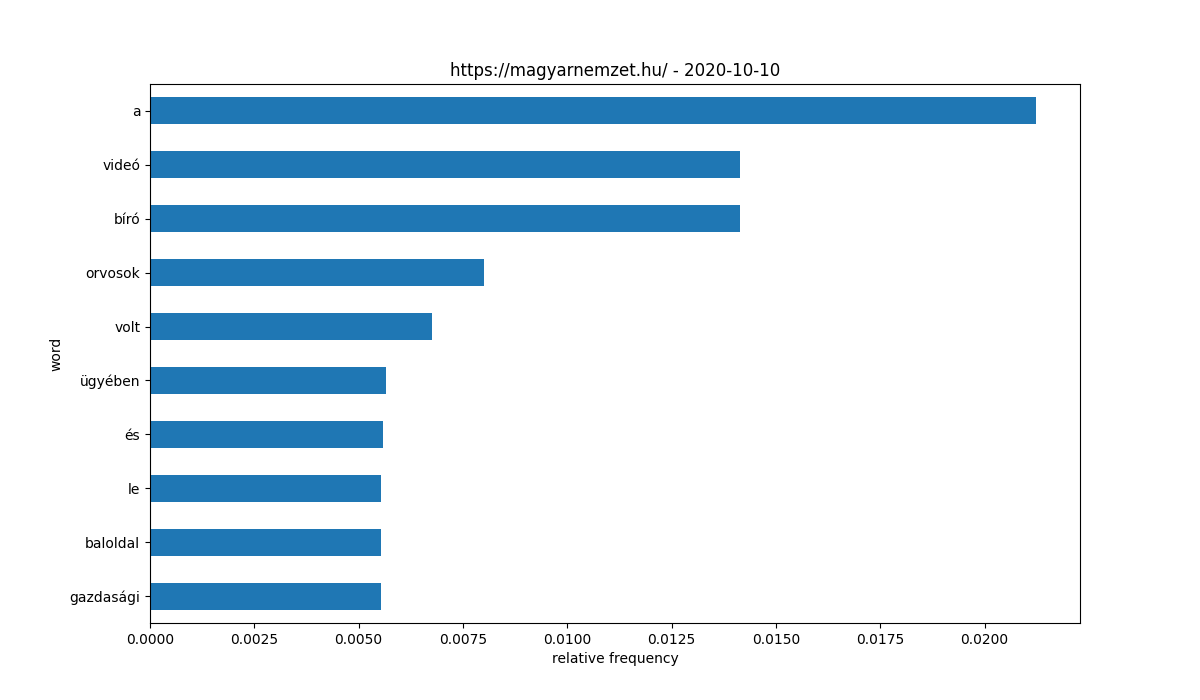 https://magyarnemzet.hu/ - 2020-10-10
a
videó
bíró
orvosok
volt
ügyében
és
le
baloldal
gazdasági
word
0.0000 0.0025 0.0050 0.0075 0.0100 0.0125 0.0150 0.0175 0.0200
relative frequency